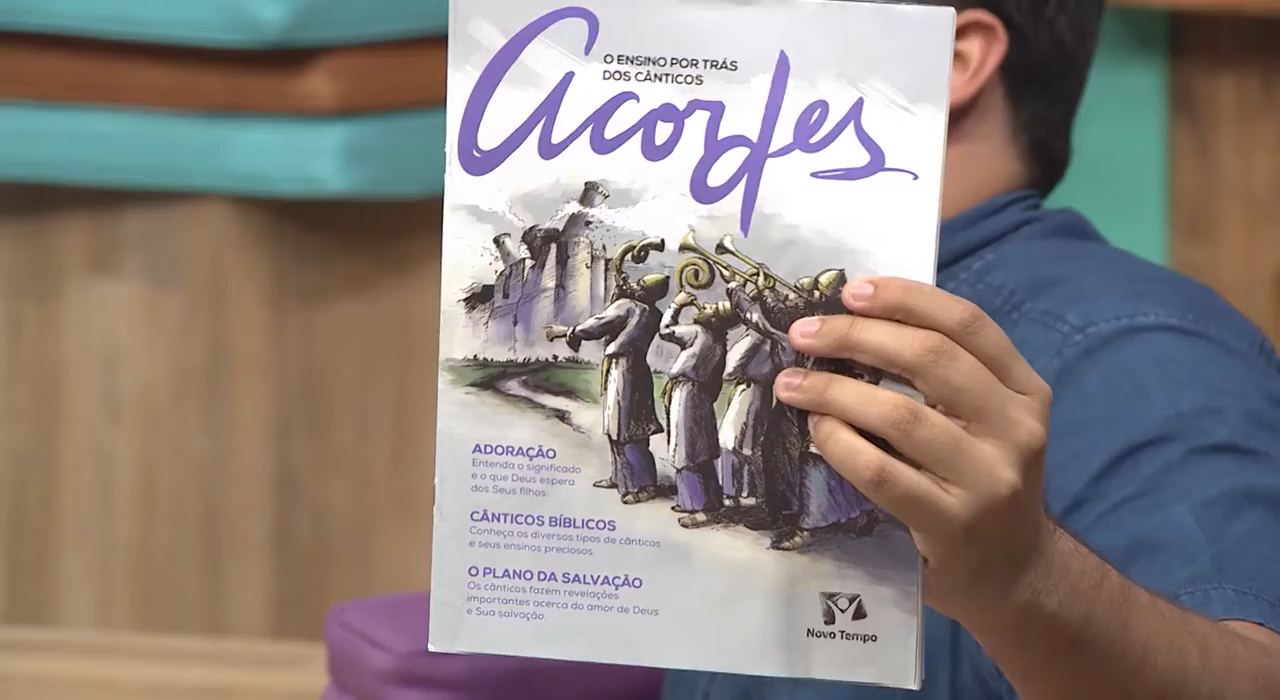 O ENSINO POR TRÁS
DOS CÂNTICOS
acordes
ADORAÇÃO
Entenda o significado
e o que Deus espera
dos Seus filhos.
CÂNTICOS BÍBLICOS
Conheça os diversos tipos de cânticos
e seus ensinos preciosos.
O PLANO DA SALVAÇÃO
Os cânticos fazem revelações
importantes acerca do amor de Deus
e Sua salvação.
Novo Tempo